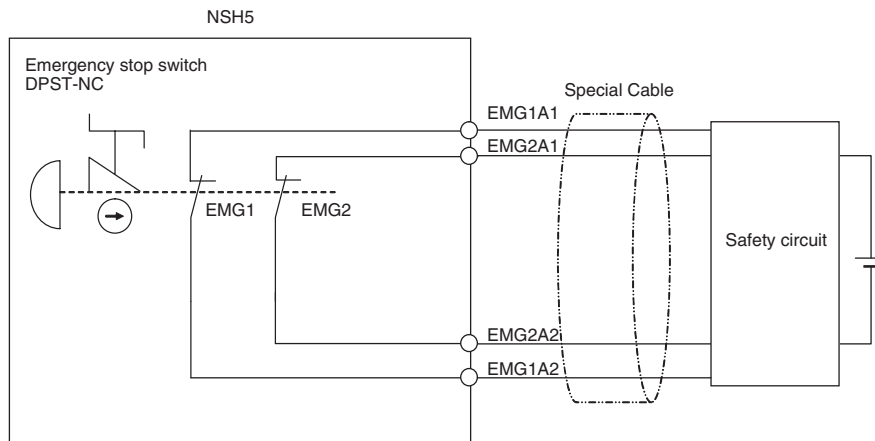 NSH5
Emergency stop switch
DPST-NC
Special Cable
EMG1A1
EMG2A1
EMG1
EMG2
Safety circuit
EMG2A2
EMG1A2